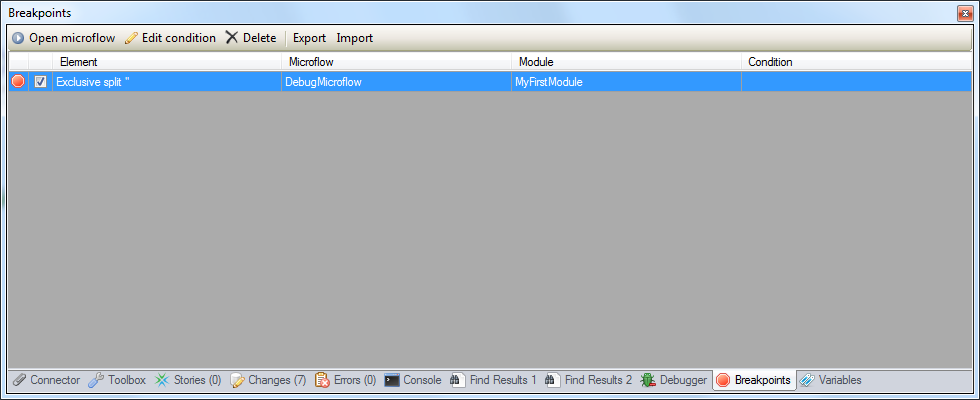 Breakpoints
Open microflow Edit condition Delete Export Import
Element Microflow Module Condition
Exclusive split '' DebugMicroflow MyFirstModule
Connector Toolbox Stories (0) Changes (7) Errors (0) Console Find Results 1 Find Results 2 Debugger Breakpoints Variables